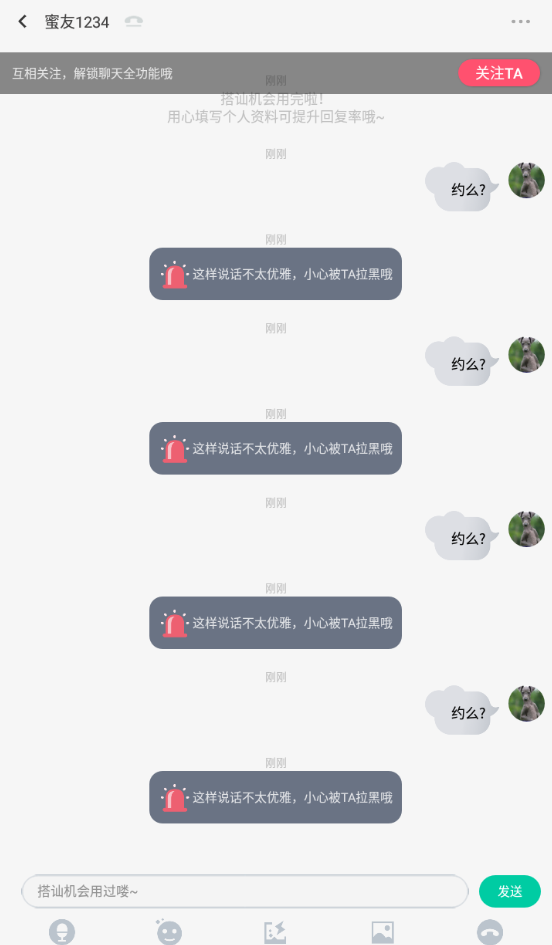 蜜友1234
互相关注，解锁聊天全功能哦
关注TA
刚刚
搭讪机会用完啦！
用心填写个人资料可提升回复率哦~
刚刚
约么?
刚刚
这样说话不太优雅，小心被TA拉黑哦
刚刚
约么?
刚刚
这样说话不太优雅，小心被TA拉黑哦
刚刚
约么?
刚刚
这样说话不太优雅，小心被TA拉黑哦
刚刚
约么?
刚刚
这样说话不太优雅，小心被TA拉黑哦
搭讪机会用过喽~
发送